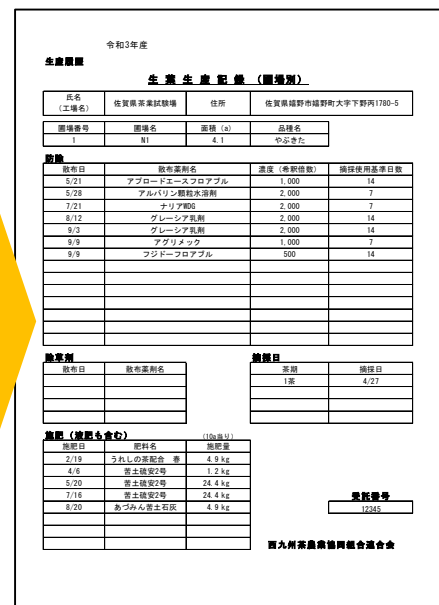 令和3年産
生産履歴
生 葉 生 産 記 録 （圃場別）
氏名（工場名） 佐賀県茶業試験場 住所 佐賀県嬉野市嬉野町大字下野丙1780-5
圃場番号 圃場名 面積（a） 品種名
1 N1 4.1 やぶきた
防除
散布日 散布薬剤名 濃度（希釈倍数） 摘採使用基準日数
5/21 アプロードエースフロアブル 1,000 14
5/28 アルバリン顆粒水溶剤 2,000 7
7/21 ナリアWDG 2,000 7
8/12 グレーシア乳剤 2,000 14
9/3 グレーシア乳剤 2,000 14
9/9 アグリメック 1,000 7
9/9 フジドーフロアブル 500 14
除草剤 摘採日
散布日 散布薬剤名 茶期 摘採日
1茶 4/27
施肥（液肥も含む） （10a当り）
施肥日 肥料名 施肥量
2/19 うれしの茶配合 春 4.9 kg
4/6 苦土硫安2号 1.2 kg
5/20 苦土硫安2号 24.4 kg
7/16 苦土硫安2号 24.4 kg
8/20 あづみん苦土石灰 4.9 kg
受託番号
12345
西九州茶農業協同組合連合会